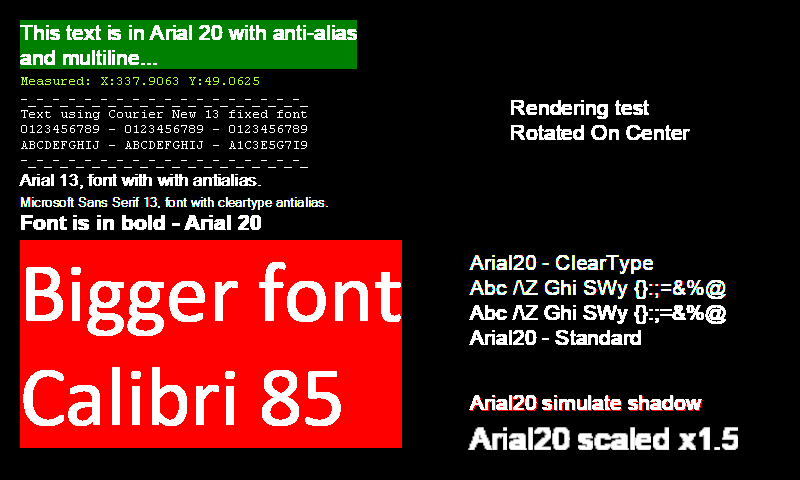 This text is in Arial 20 with anti-alias
and multiline...
Measured: X:337.9063 Y:49.0625
_-_-_-_-_-_-_-_-_-_-_-_-_-_-_-_-_-_-
Text using Courier New 13 fixed font
0123456789 - 0123456789 - 0123456789
ABCDEFGHIJ - ABCDEFGHIJ - A1C3E5G7I9
_-_-_-_-_-_-_-_-_-_-_-_-_-_-_-_-_-_-
Arial 13, font with with antialias.
Microsoft Sans Serif 13, font with cleartype antialias.
Font is in bold - Arial 20
Bigger font
Calibri 85
Rendering test
Rotated On Center
Arial20 - ClearType
Abc /\Z Ghi SWy {}:;=&%@
Abc /\Z Ghi SWy {}:;=&%@
Arial20 - Standard
Arial20 simulate shadow
Arial20 scaled x1.5